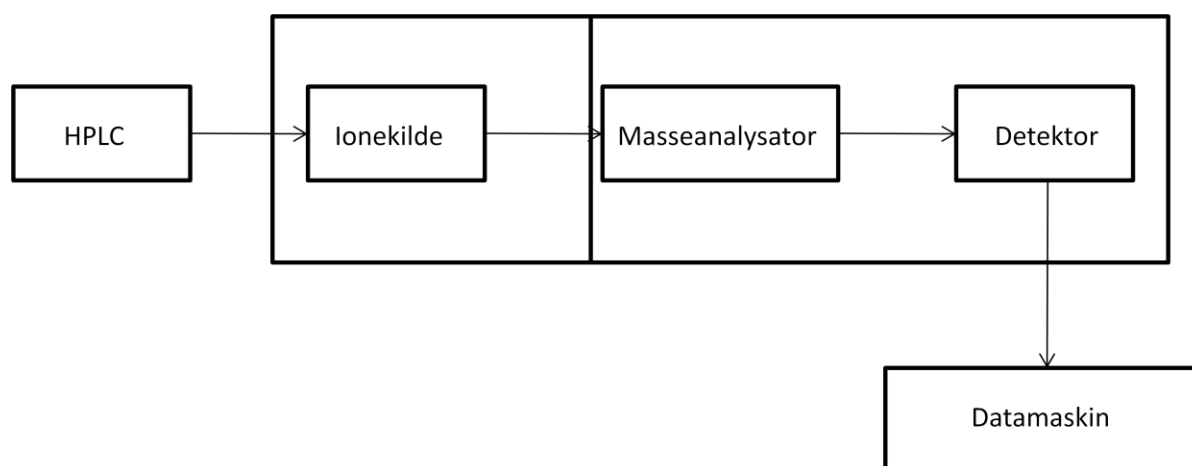 HPLC
Ionekilde
Masseanalysator
Detektor
Datamaskin